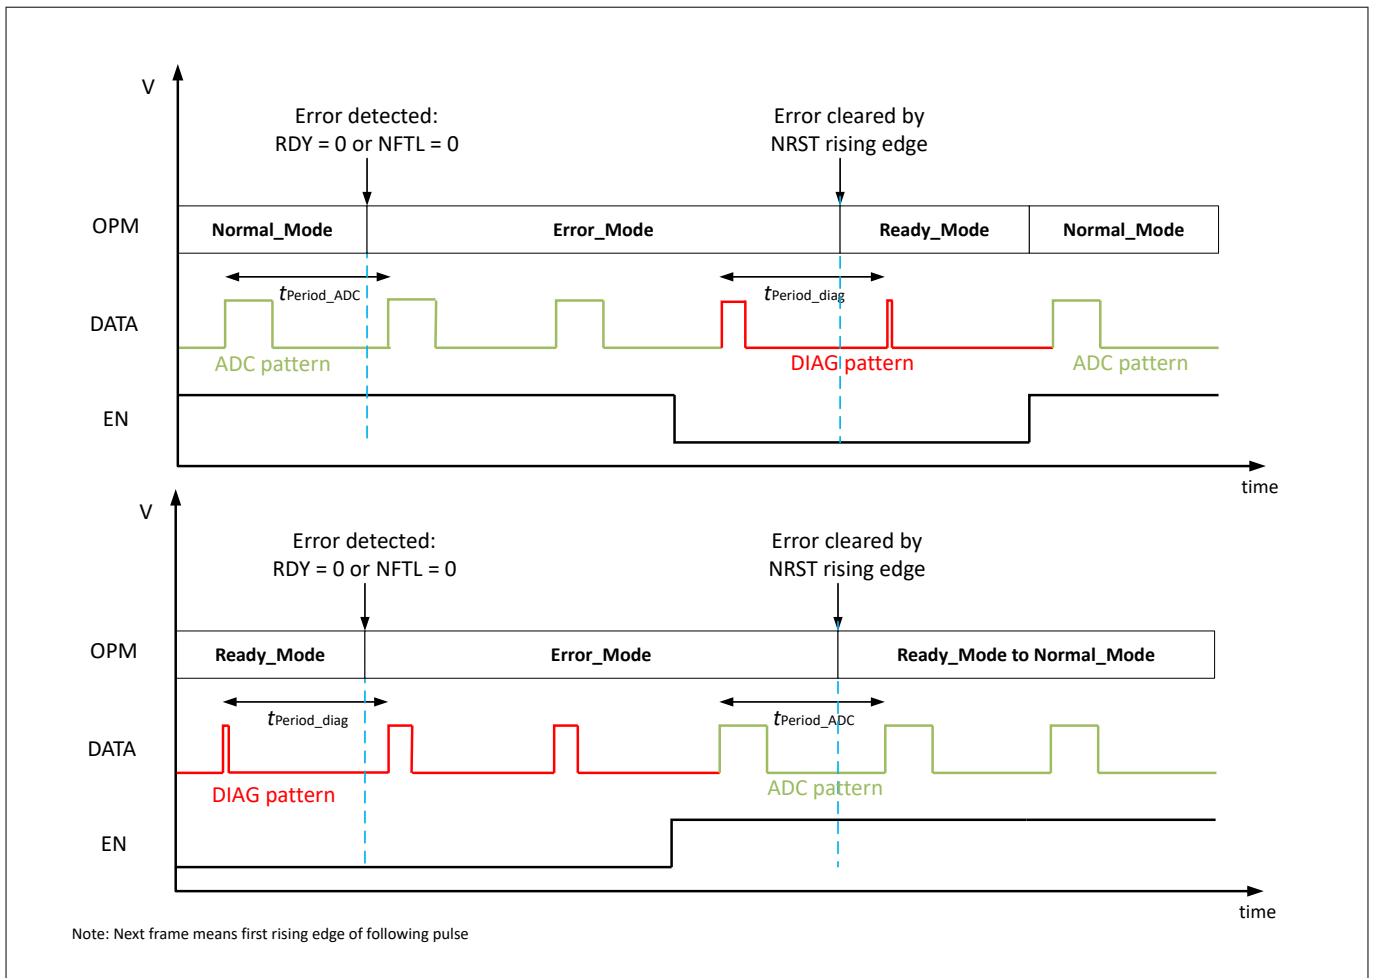 V
Error detected:
RDY = 0 or NFTL = 0
Error cleared by
NRST rising edge
OPM
Normal_Mode
Error_Mode
Ready_Mode
Normal_Mode
tPeriod_ADC
tPeriod_diag
DATA
ADC pattern
DIAG pattern
ADC pattern
EN
time
V
Error detected:
RDY = 0 or NFTL = 0
Error cleared by
NRST rising edge
OPM
Ready_Mode
Error_Mode
Ready_Mode to Normal_Mode
tPeriod_diag
tPeriod_ADC
DATA
DIAG pattern
ADC pattern
EN
time
Note: Next frame means first rising edge of following pulse